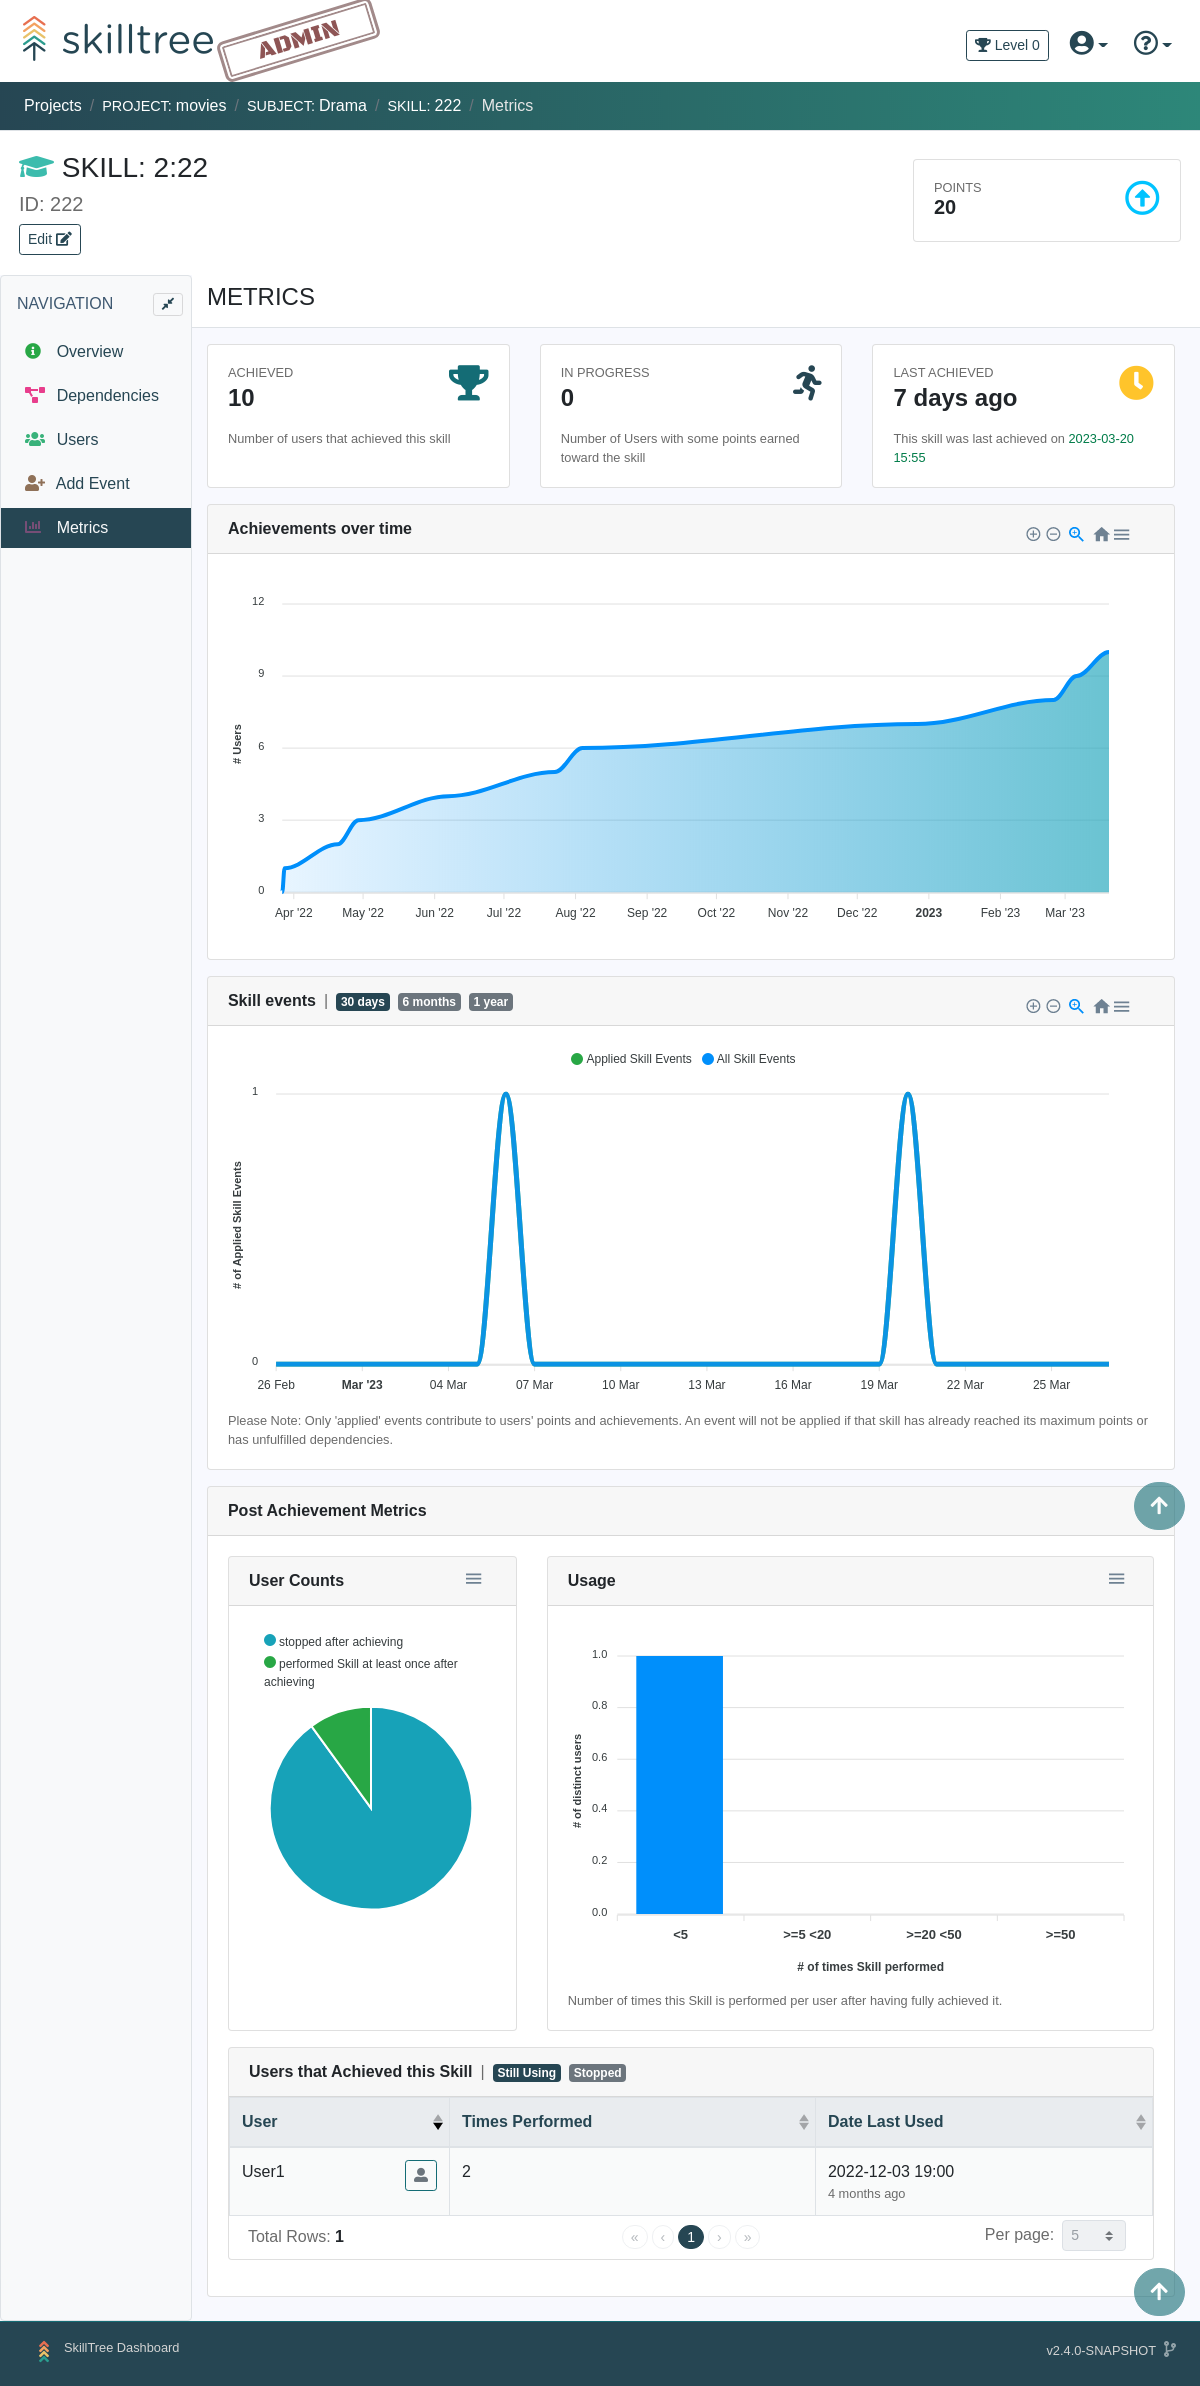 skilltree
ADMIN
Level 0
Projects / PROJECT: movies / SUBJECT: Drama / SKILL: 222 / Metrics
SKILL: 2:22
ID: 222
Edit
POINTS
20
NAVIGATION
Overview
Dependencies
Users
Add Event
Metrics
METRICS
ACHIEVED
10
Number of users that achieved this skill
IN PROGRESS
0
Number of Users with some points earned
toward the skill
LAST ACHIEVED
7 days ago
This skill was last achieved on 2023-03-20
15:55
Achievements over time
12
9
6
3
0
# Users
Apr '22 May '22 Jun '22 Jul '22 Aug '22 Sep '22 Oct '22 Nov '22 Dec '22 2023 Feb '23 Mar '23
Skill events | 30 days 6 months 1 year
Applied Skill Events All Skill Events
1
0
# of Applied Skill Events
26 Feb Mar '23 04 Mar 07 Mar 10 Mar 13 Mar 16 Mar 19 Mar 22 Mar 25 Mar
Please Note: Only 'applied' events contribute to users' points and achievements. An event will not be applied if that skill has already reached its maximum points or
has unfulfilled dependencies.
Post Achievement Metrics
User Counts
stopped after achieving
performed Skill at least once after
achieving
Usage
1.0
0.8
0.6
0.4
0.2
0.0
# of distinct users
<5 >=5 <20 >=20 <50 >=50
# of times Skill performed
Number of times this Skill is performed per user after having fully achieved it.
Users that Achieved this Skill | Still Using Stopped
User Times Performed Date Last Used
User1 2 2022-12-03 19:00
4 months ago
Total Rows: 1 « ‹ 1 › » Per page: 5
SkillTree Dashboard
v2.4.0-SNAPSHOT